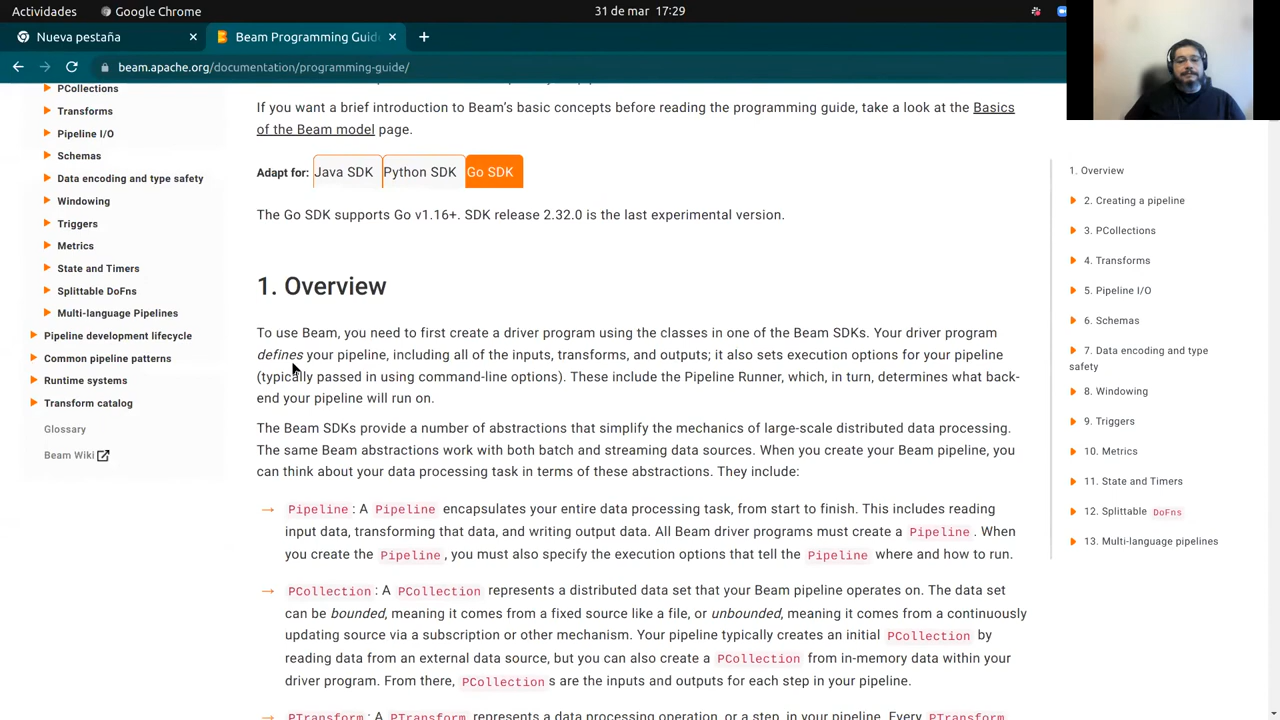 Actividades
Google Chrome
31 de mar 17:29
Nueva pestaña
Beam Programming Guid
beam.apache.org/documentation/programming-guide/
PCollections
Transforms
Pipeline I/O
Schemas
Data encoding and type safety
Windowing
Triggers
Metrics
State and Timers
Splittable DoFns
Multi-language Pipelines
Pipeline development lifecycle
Common pipeline patterns
Runtime systems
Transform catalog
Glossary
Beam Wiki
If you want a brief introduction to Beam's basic concepts before reading the programming guide, take a look at the Basics
of the Beam model page.
Adapt for: Java SDK Python SDK Go SDK
The Go SDK supports Go v1.16+. SDK release 2.32.0 is the last experimental version.
1. Overview
To use Beam, you need to first create a driver program using the classes in one of the Beam SDKs. Your driver program
defines your pipeline, including all of the inputs, transforms, and outputs; it also sets execution options for your pipeline
(typically passed in using command-line options). These include the Pipeline Runner, which, in turn, determines what back-
end your pipeline will run on.
The Beam SDKs provide a number of abstractions that simplify the mechanics of large-scale distributed data processing.
The same Beam abstractions work with both batch and streaming data sources. When you create your Beam pipeline, you
can think about your data processing task in terms of these abstractions. They include:
→ Pipeline: A Pipeline encapsulates your entire data processing task, from start to finish. This includes reading
input data, transforming that data, and writing output data. All Beam driver programs must create a Pipeline. When
you create the Pipeline, you must also specify the execution options that tell the Pipeline where and how to run.
→ PCollection: A PCollection represents a distributed data set that your Beam pipeline operates on. The data set
can be bounded, meaning it comes from a fixed source like a file, or unbounded, meaning it comes from a continuously
updating source via a subscription or other mechanism. Your pipeline typically creates an initial PCollection by
reading data from an external data source, but you can also create a PCollection from in-memory data within your
driver program. From there, PCollections are the inputs and outputs for each step in your pipeline.
→ PTransform: A PTransform represents a data processing operation, or a step, in your pipeline. Every PTransform
1. Overview
2. Creating a pipeline
3. PCollections
4. Transforms
5. Pipeline I/O
6. Schemas
7. Data encoding and type
safety
8. Windowing
9. Triggers
10. Metrics
11. State and Timers
12. Splittable DoFns
13. Multi-language pipelines